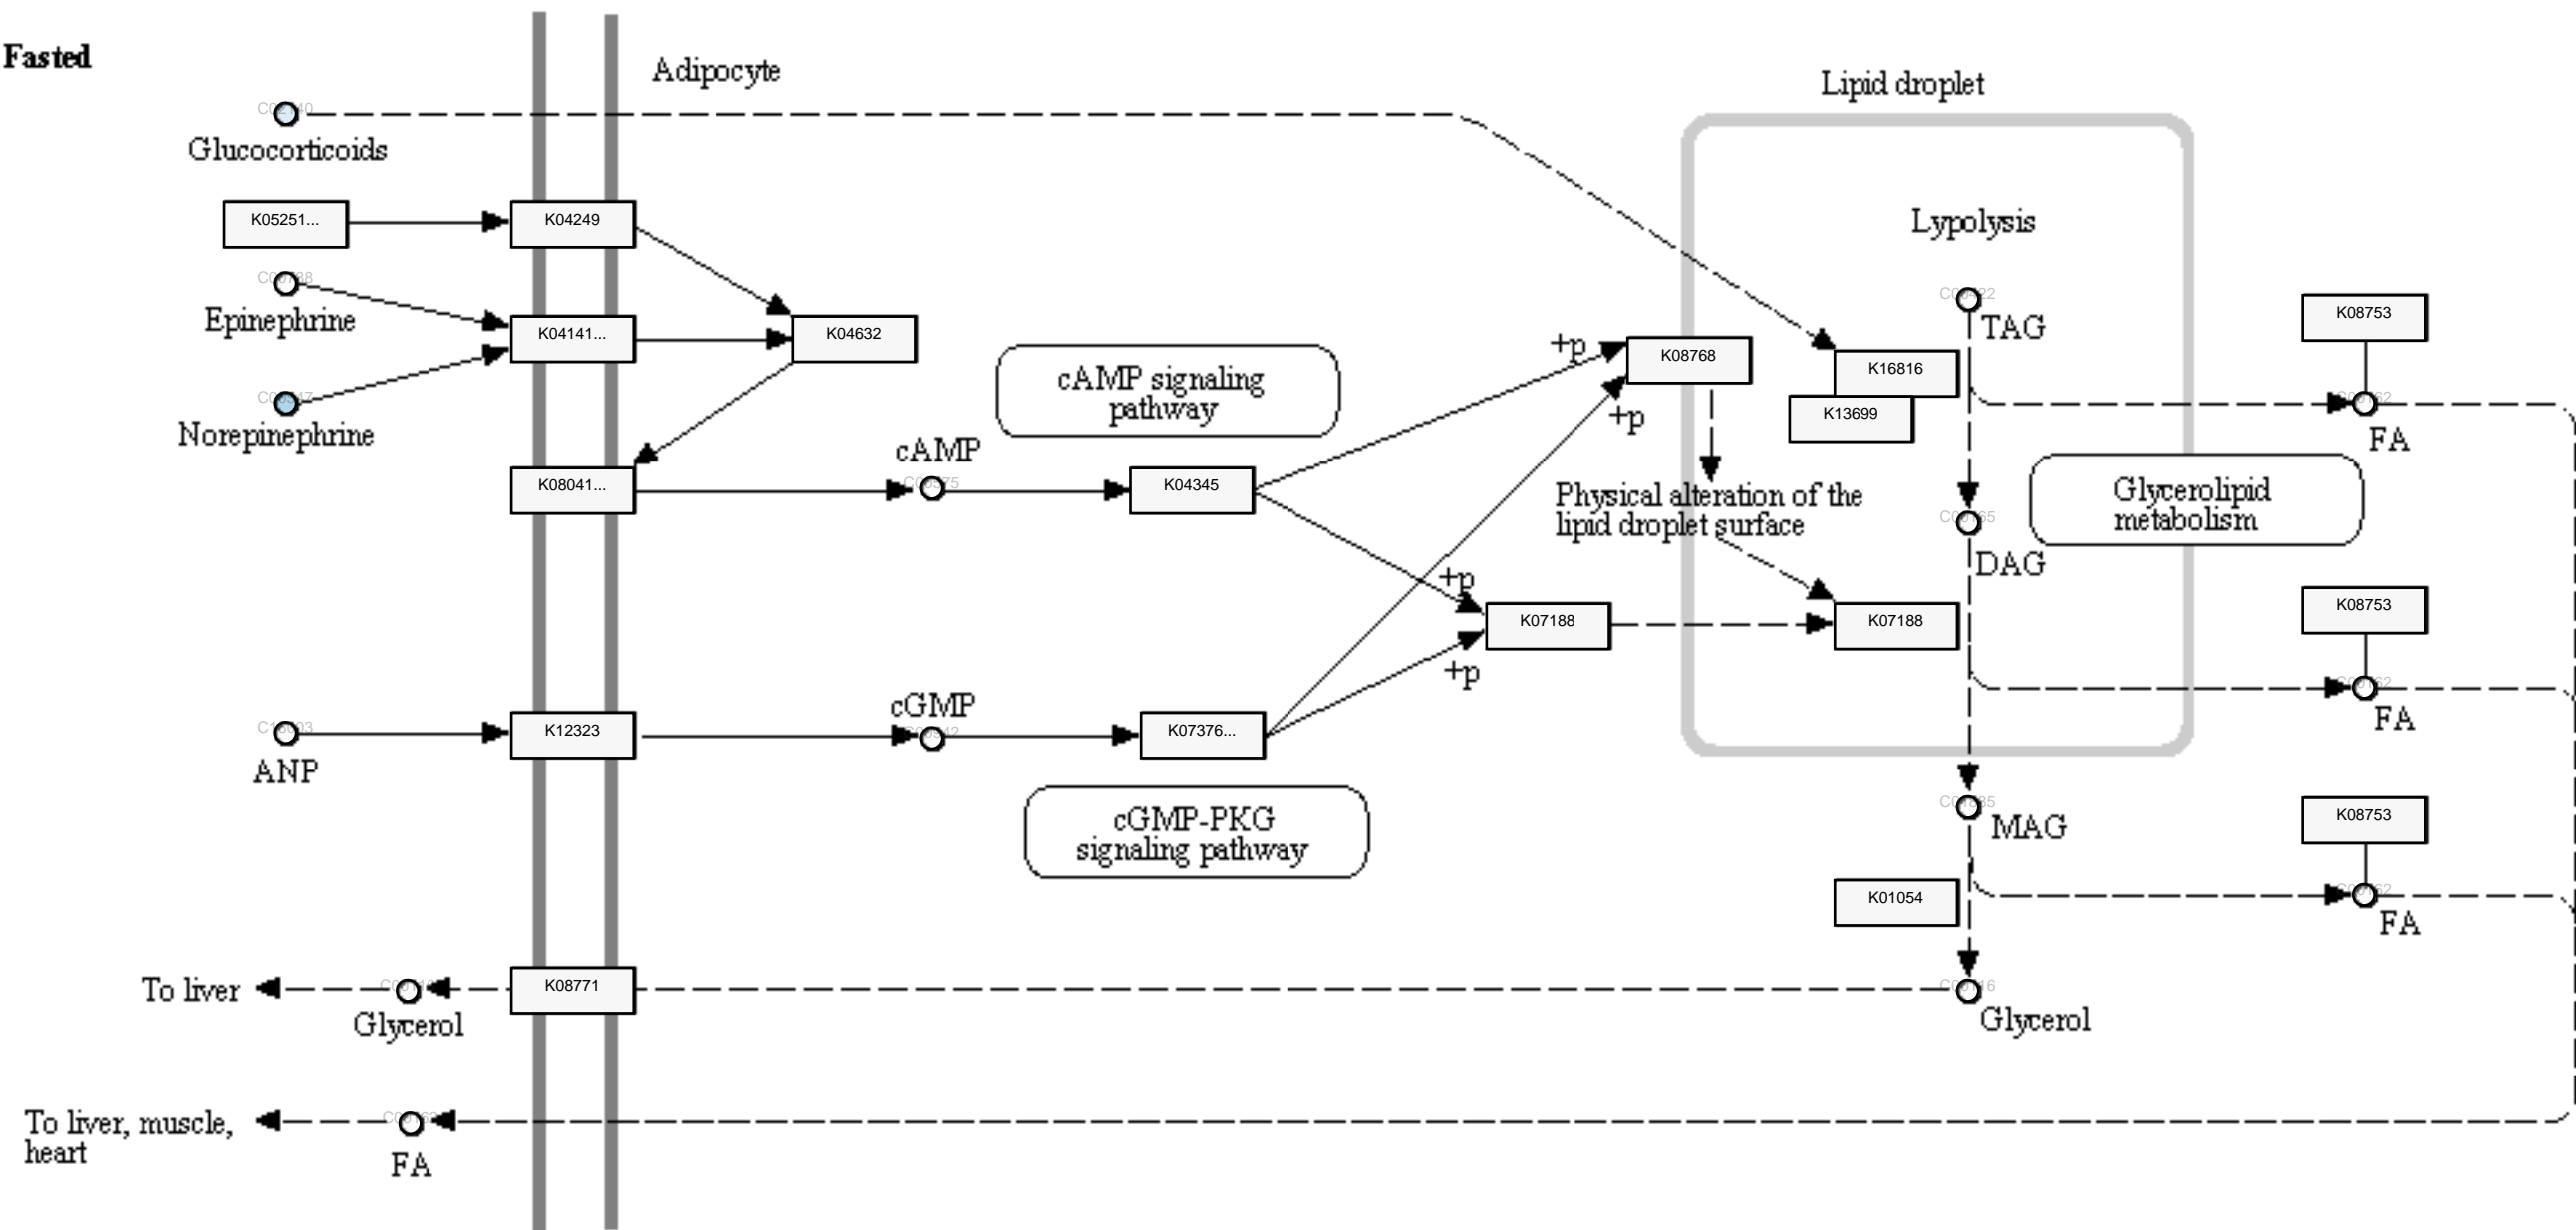 Fasted
Adipocyte
Lipid droplet
Glucocorticoids
K05251...
K04249
Lypolysis
Epinephrine
K04141...
K04632
TAG
K08753
+p
K08768
K16816
K13699
cAMP signaling
pathway
+p
Norepinephrine
FA
cAMP
K08041...
K04345
Physical alteration of the
lipid droplet surface
Glycerolipid
metabolism
DAG
+p
K07188
K07188
K08753
+p
cGMP
FA
K12323
K07376...
ANP
cGMP-PKG
signaling pathway
MAG
K08753
K01054
FA
To liver
K08771
Glycerol
Glycerol
To liver, muscle,
heart
FA